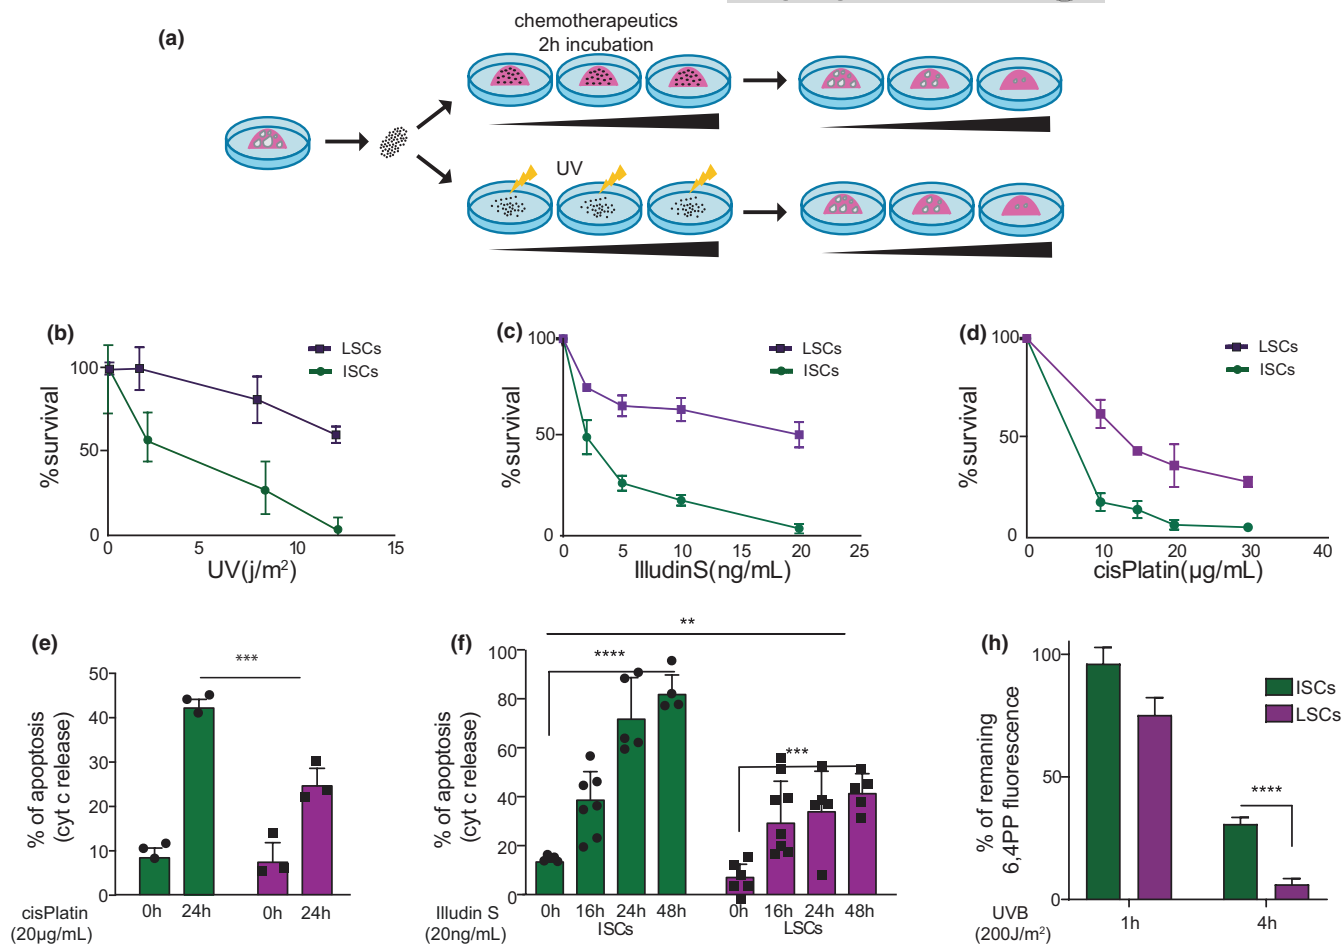 (a)
chemotherapeutics
2h incubation
UV
(b)
LSCs
ISCs
100
50
0
% survival
0 5 10 15
UV(j/m²)
(c)
LSCs
ISCs
100
50
0
% survival
0 5 10 15 20 25
IlludinS(ng/mL)
(d)
LSCs
ISCs
100
50
0
% survival
0 10 20 30 40
cisPlatin(µg/mL)
(e)
***
50
40
30
20
10
0
% of apoptosis
(cyt c release)
0h 24h 0h 24h
cisPlatin
(20µg/mL)
(f)
**
****
***
100
80
60
40
20
0
% of apoptosis
(cyt c release)
0h 16h 24h 48h 0h 16h 24h 48h
Illudin S
(20ng/mL)
ISCs LSCs
(h)
ISCs
LSCs
****
100
50
0
% of remaning
6,4PP fluorescence
1h 4h
UVB
(200J/m²)